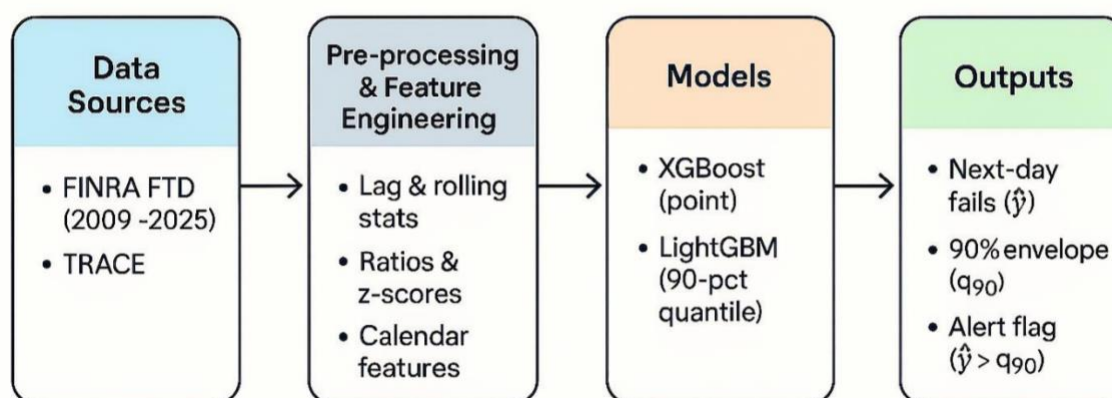 Data
Sources
• FINRA FTD
(2009 -2025)
• TRACE
Pre-processing
& Feature
Engineering
• Lag & rolling
stats
• Ratios &
z-scores
• Calendar
features
Models
• XGBoost
(point)
• LightGBM
(90-pct
quantile)
Outputs
• Next-day
fails (ŷ)
• 90% envelope
(q₉₀)
• Alert flag
(ŷ > q₉₀)